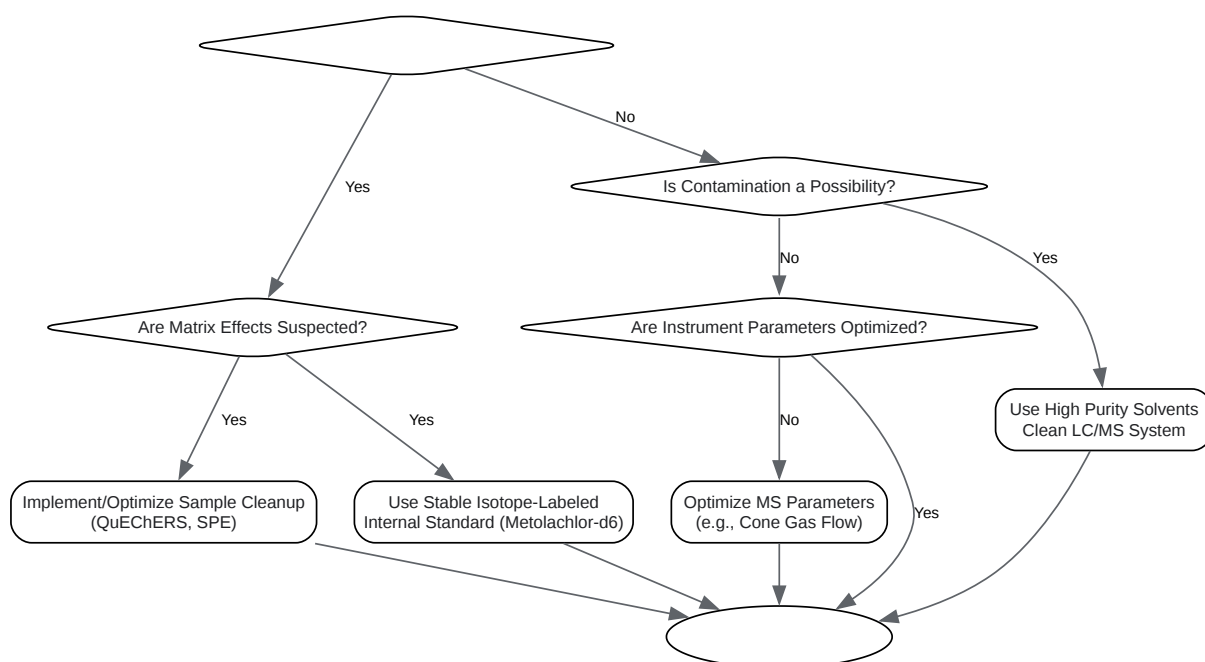 No
Yes
Is Contamination a Possibility?
No
Yes
Are Matrix Effects Suspected?
Are Instrument Parameters Optimized?
Use High Purity Solvents
Clean LC/MS System
Yes
Yes
No
Implement/Optimize Sample Cleanup
(QuEChERS, SPE)
Use Stable Isotope-Labeled
Internal Standard (Metolachlor-d6)
Optimize MS Parameters
(e.g., Cone Gas Flow)
Yes